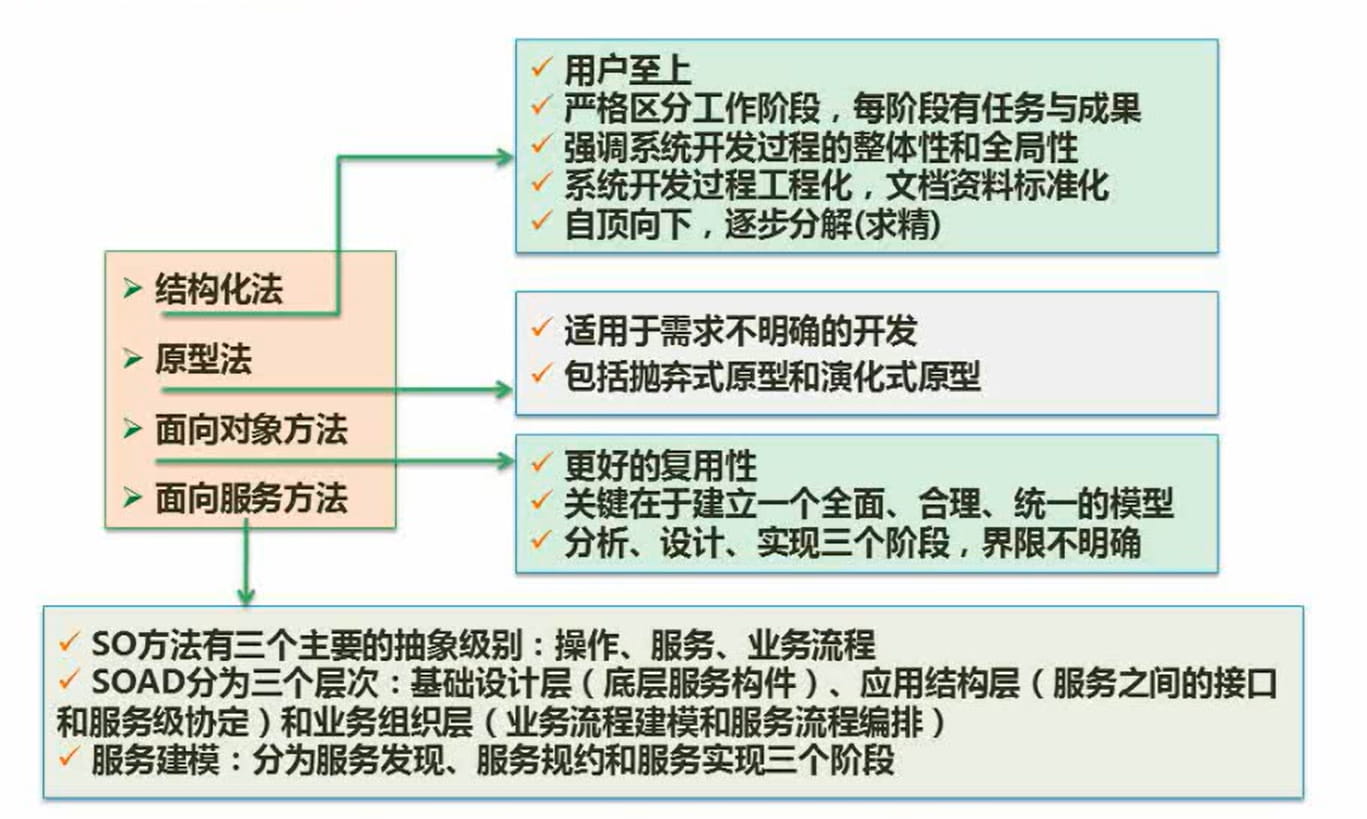 用户至上
严格区分工作阶段，每阶段有任务与成果
强调系统开发过程的整体性和全局性
系统开发过程工程化，文档资料标准化
自顶向下，逐步分解(求精)
结构化法
原型法
面向对象方法
面向服务方法
适用于需求不明确的开发
包括抛弃式原型和演化式原型
更好的复用性
关键在于建立一个全面、合理、统一的模型
分析、设计、实现三个阶段，界限不明确
SO方法有三个主要的抽象级别：操作、服务、业务流程
SOAD分为三个层次：基础设计层（底层服务构件）、应用结构层（服务之间的接口
和服务级协定）和业务组织层（业务流程建模和服务流程编排）
服务建模：分为服务发现、服务规约和服务实现三个阶段